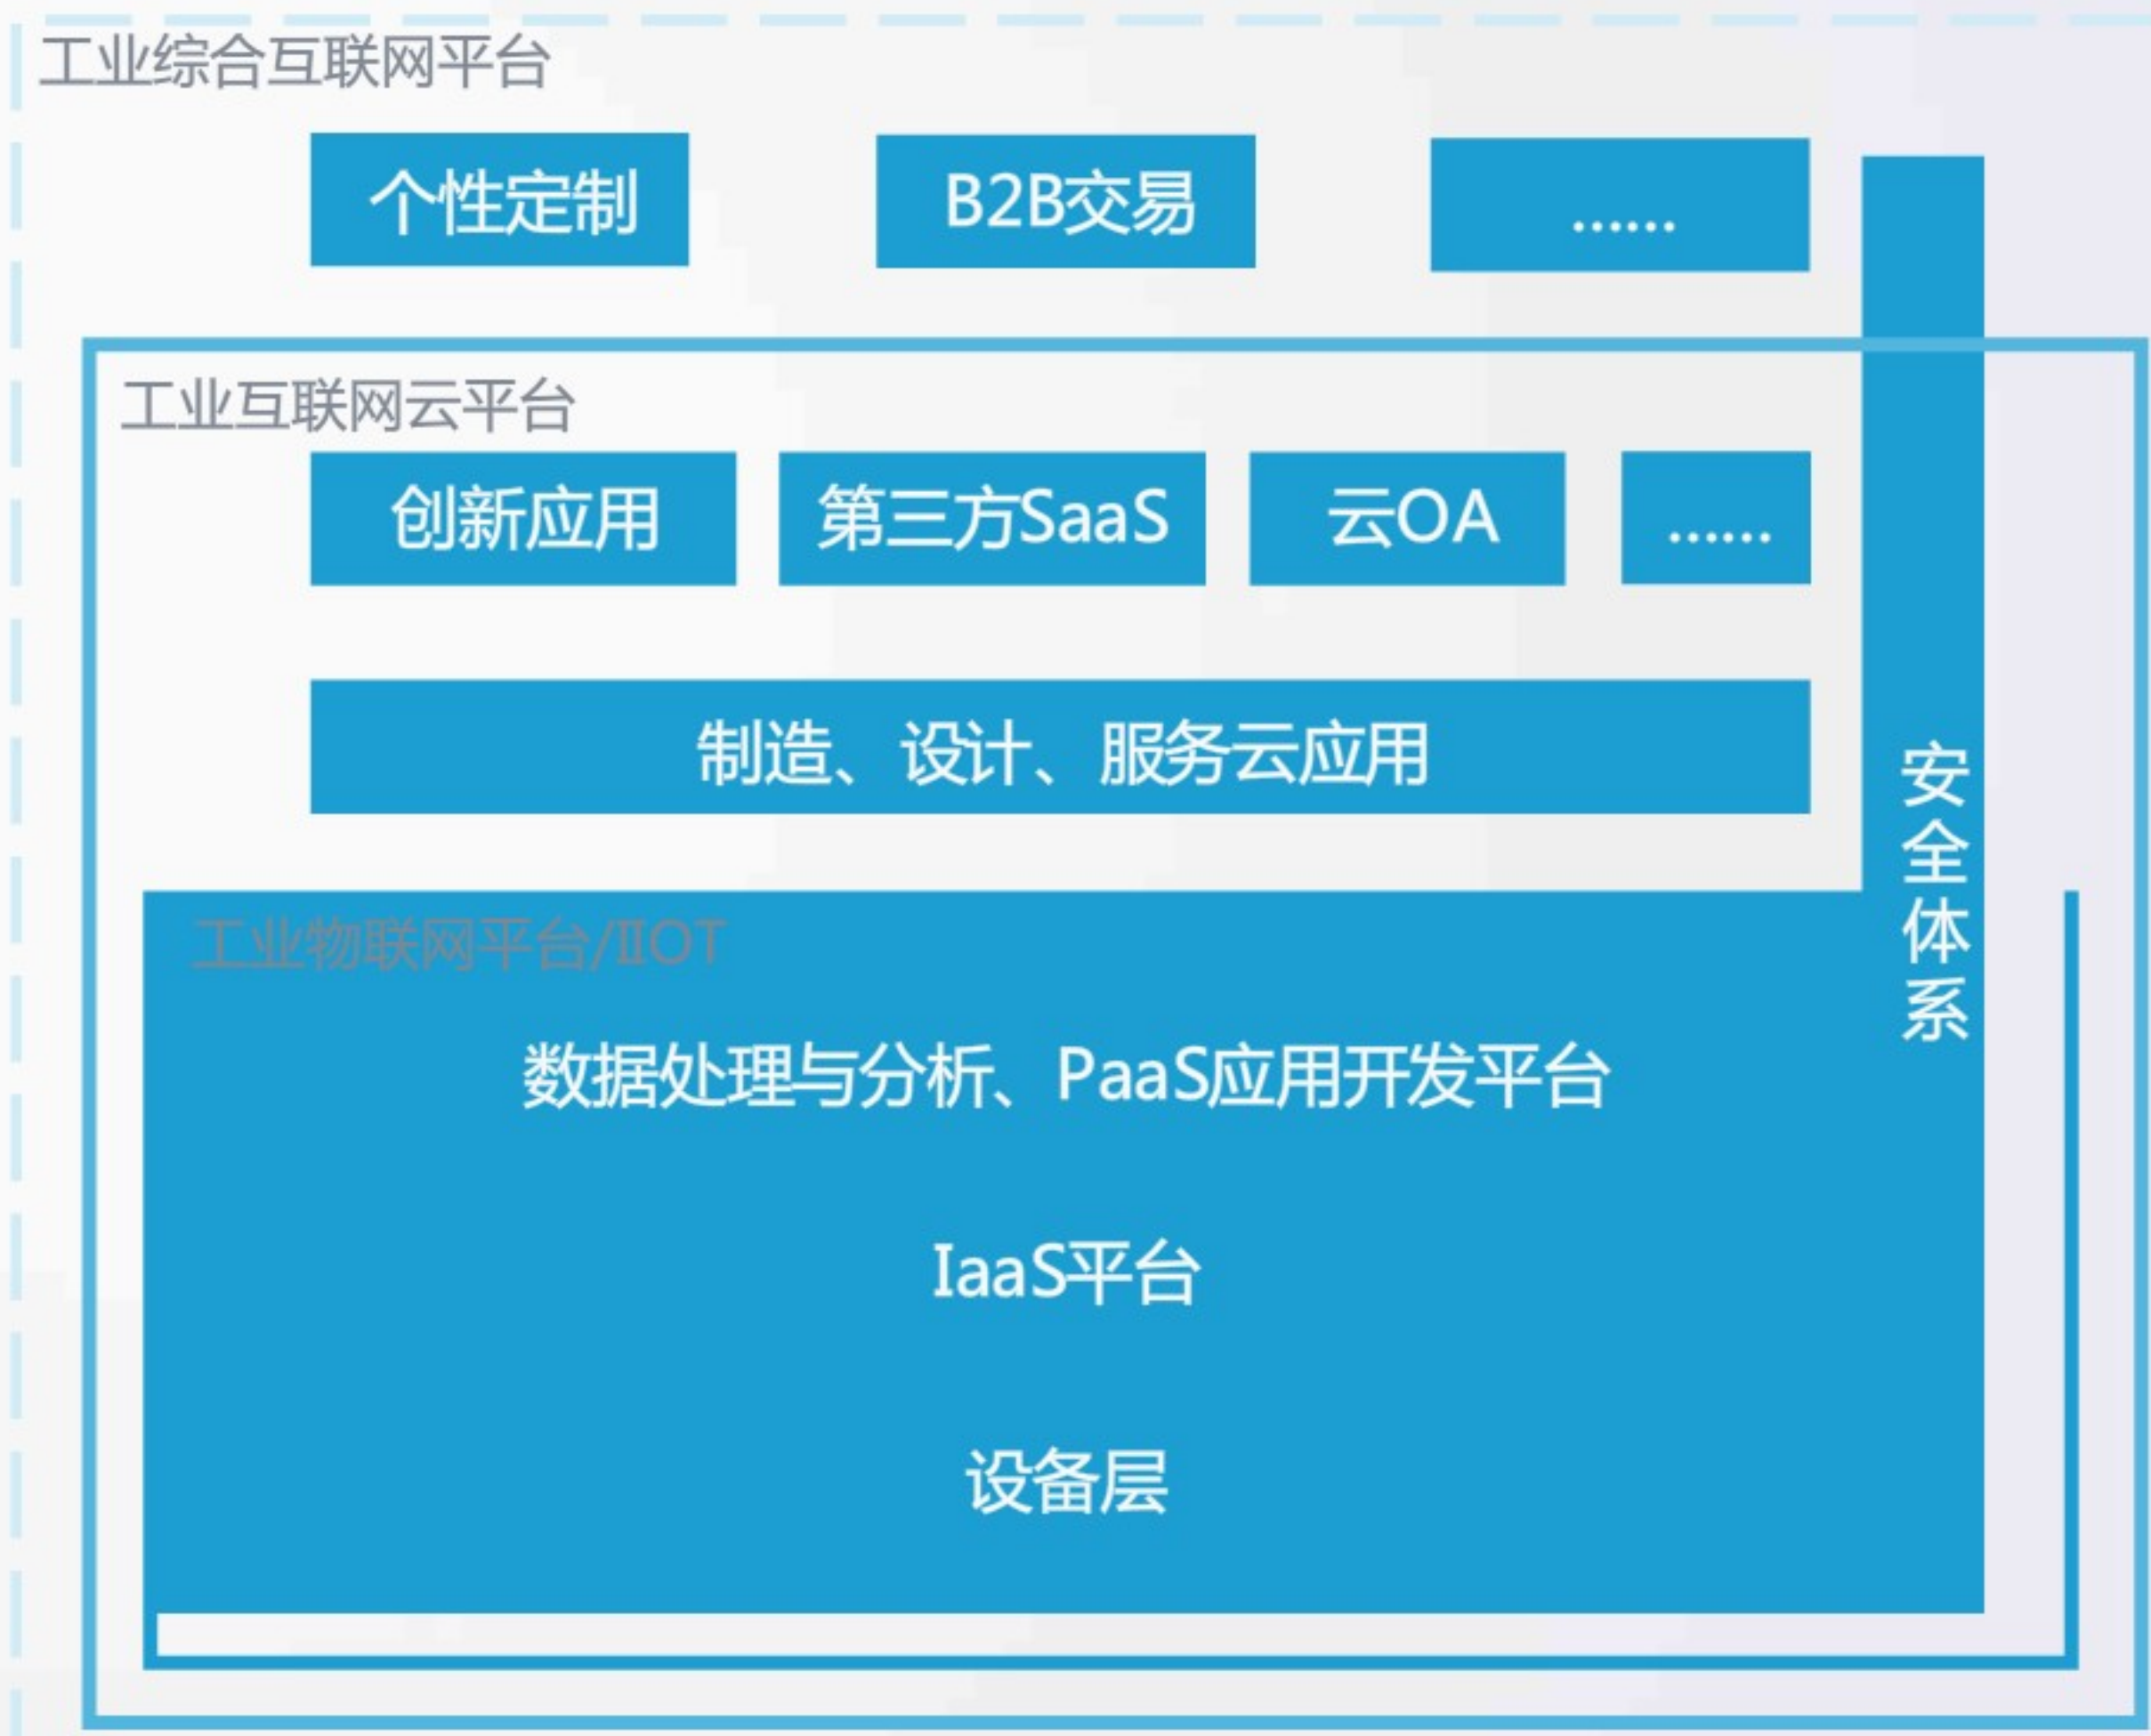 工业综合互联网平台
个性定制
B2B交易
......
工业互联网云平台
创新应用
第三方SaaS
云OA
......
制造、设计、服务云应用
安全体系
工业物联网平台/IIOT
数据处理与分析、PaaS应用开发平台
IaaS平台
设备层